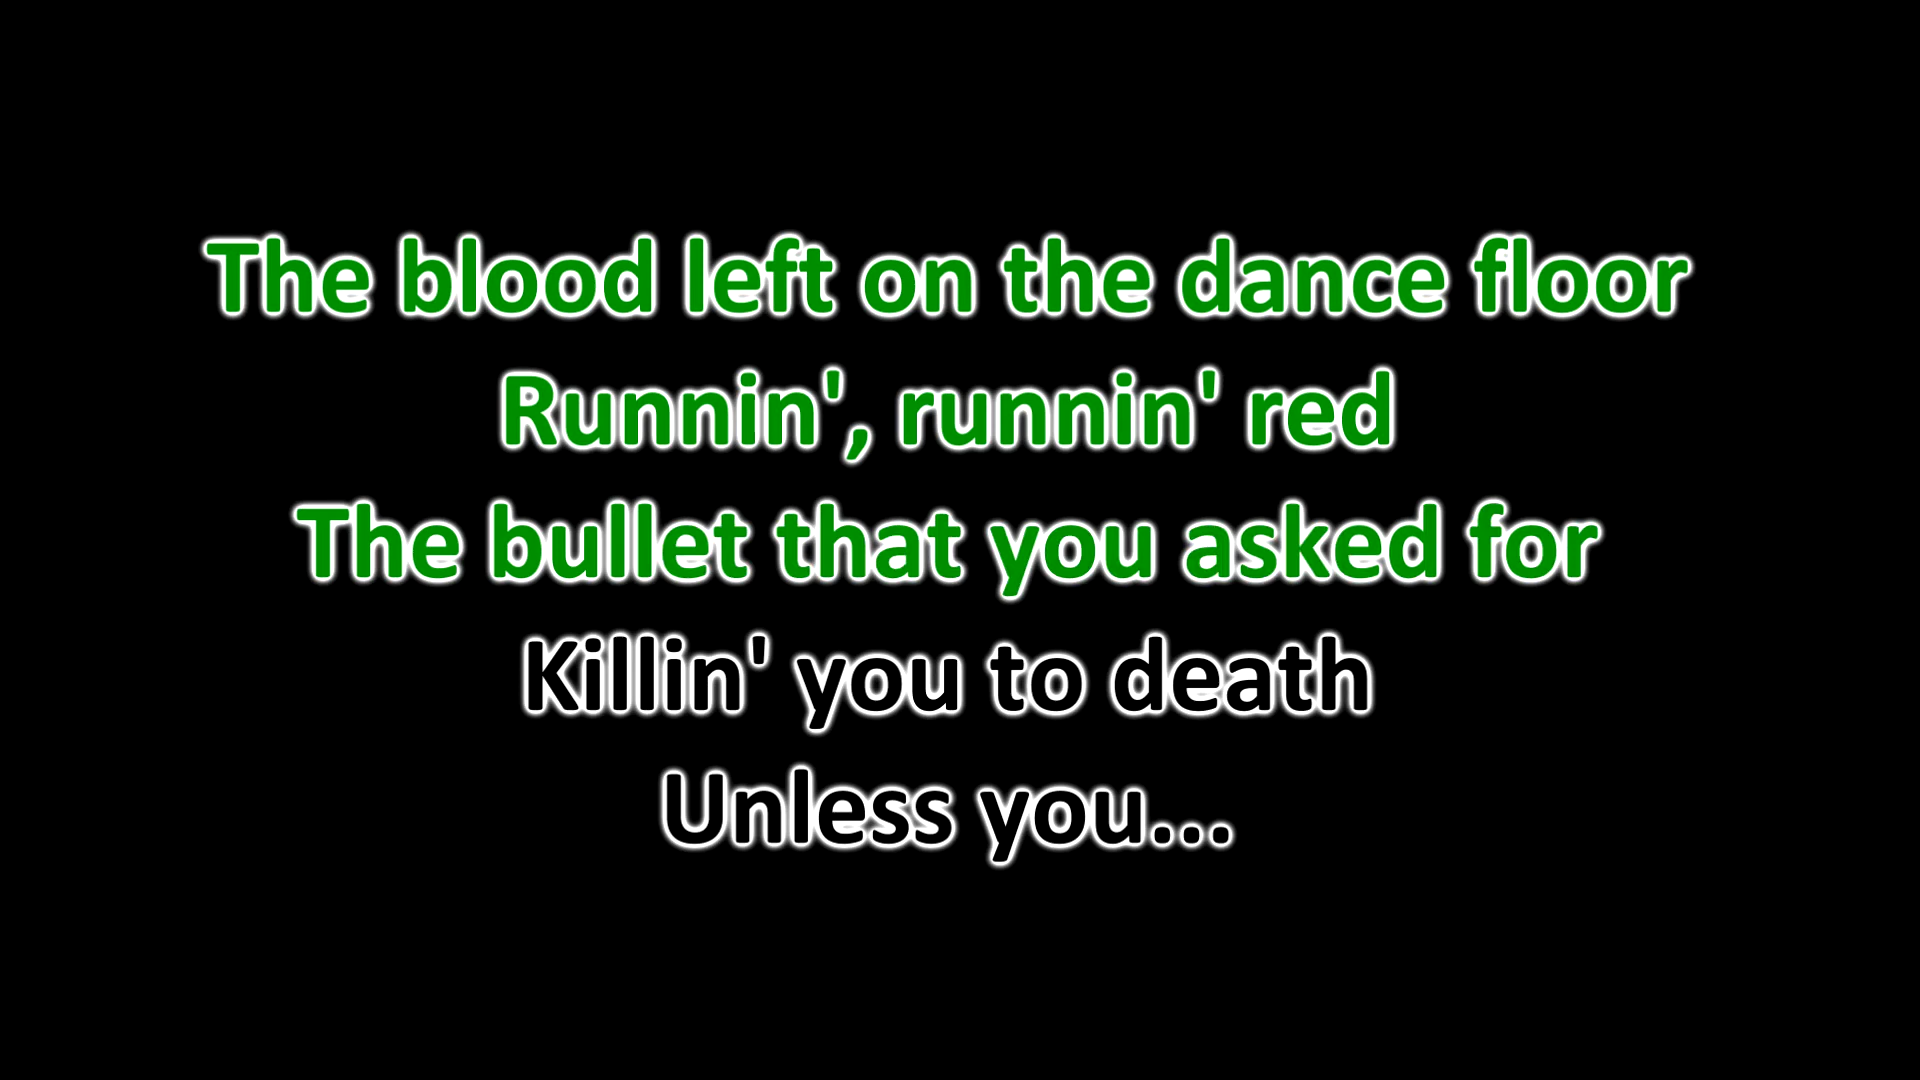 The blood left on the dance floor
Runnin', runnin' red
The bullet that you asked for
Killin' you to death
Unless you...